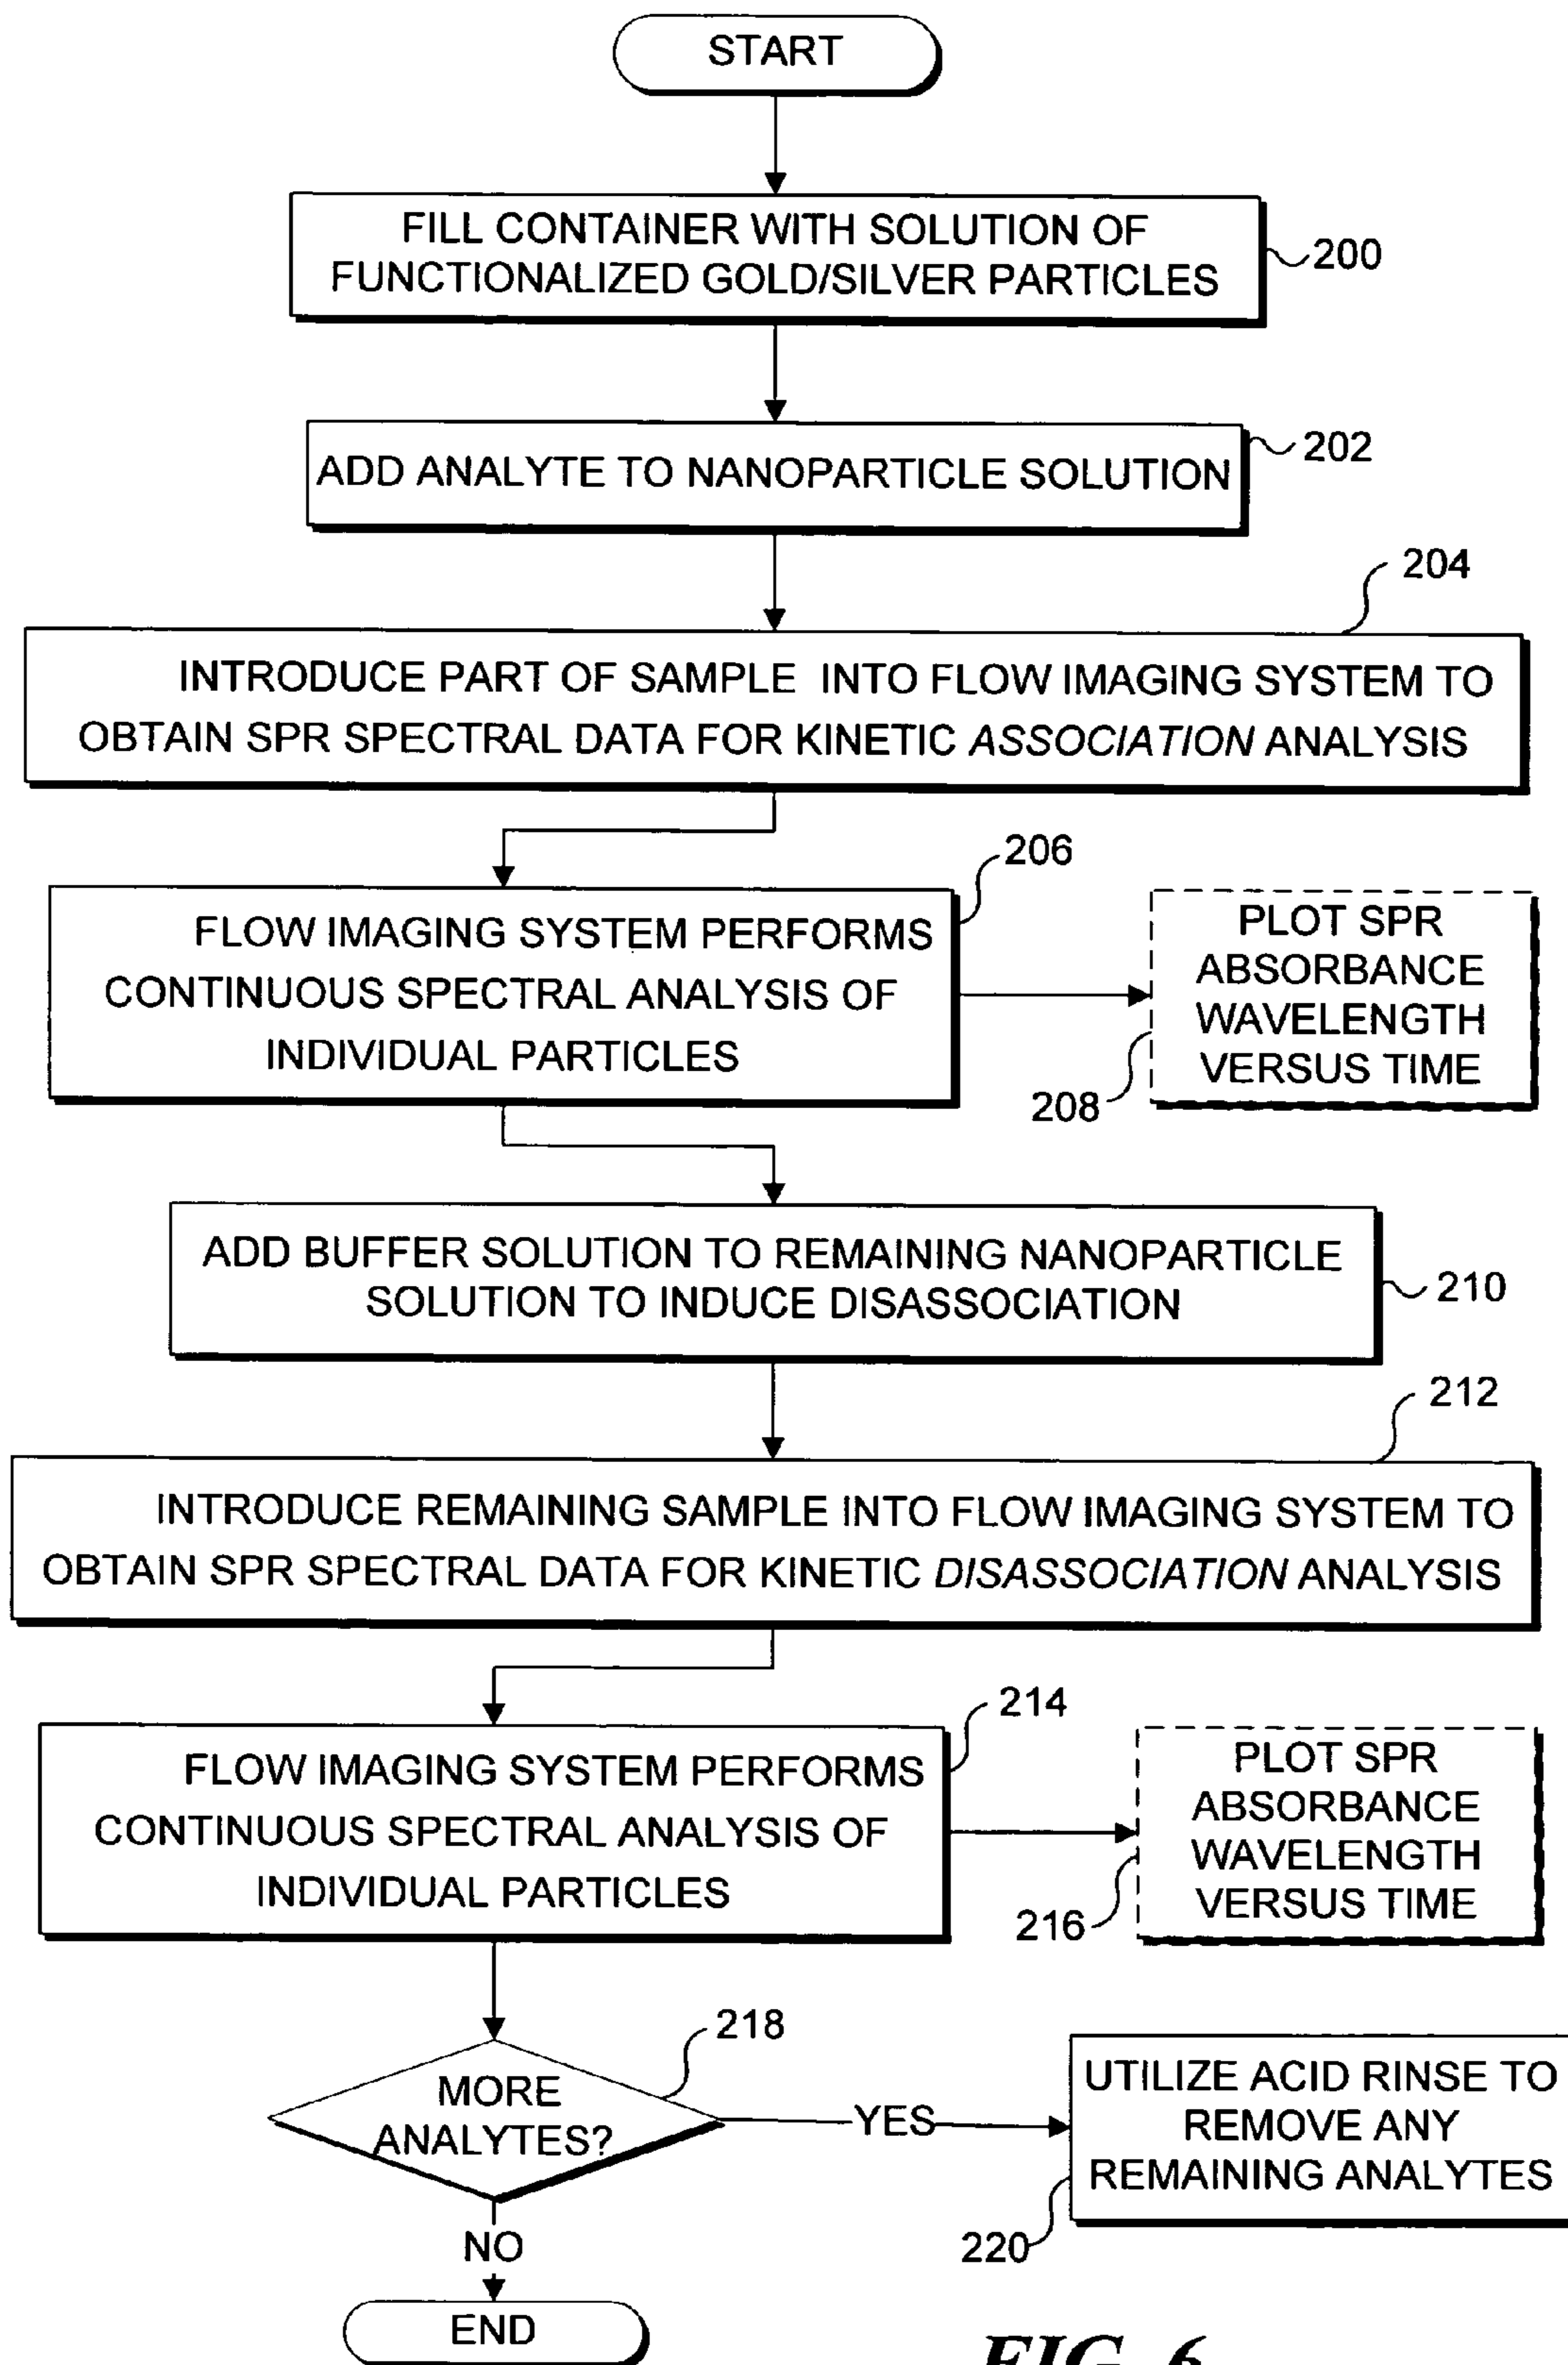 START
FILL CONTAINER WITH SOLUTION OF
FUNCTIONALIZED GOLD/SILVER PARTICLES
200
ADD ANALYTE TO NANOPARTICLE SOLUTION
202
204
INTRODUCE PART OF SAMPLE INTO FLOW IMAGING SYSTEM TO
OBTAIN SPR SPECTRAL DATA FOR KINETIC ASSOCIATION ANALYSIS
206
FLOW IMAGING SYSTEM PERFORMS
CONTINUOUS SPECTRAL ANALYSIS OF
INDIVIDUAL PARTICLES
PLOT SPR
ABSORBANCE
WAVELENGTH
VERSUS TIME
208
ADD BUFFER SOLUTION TO REMAINING NANOPARTICLE
SOLUTION TO INDUCE DISASSOCIATION
210
212
INTRODUCE REMAINING SAMPLE INTO FLOW IMAGING SYSTEM TO
OBTAIN SPR SPECTRAL DATA FOR KINETIC DISASSOCIATION ANALYSIS
214
FLOW IMAGING SYSTEM PERFORMS
CONTINUOUS SPECTRAL ANALYSIS OF
INDIVIDUAL PARTICLES
PLOT SPR
ABSORBANCE
WAVELENGTH
VERSUS TIME
216
218
MORE
ANALYTES?
YES
UTILIZE ACID RINSE TO
REMOVE ANY
REMAINING ANALYTES
220
NO
END
FIG. 6